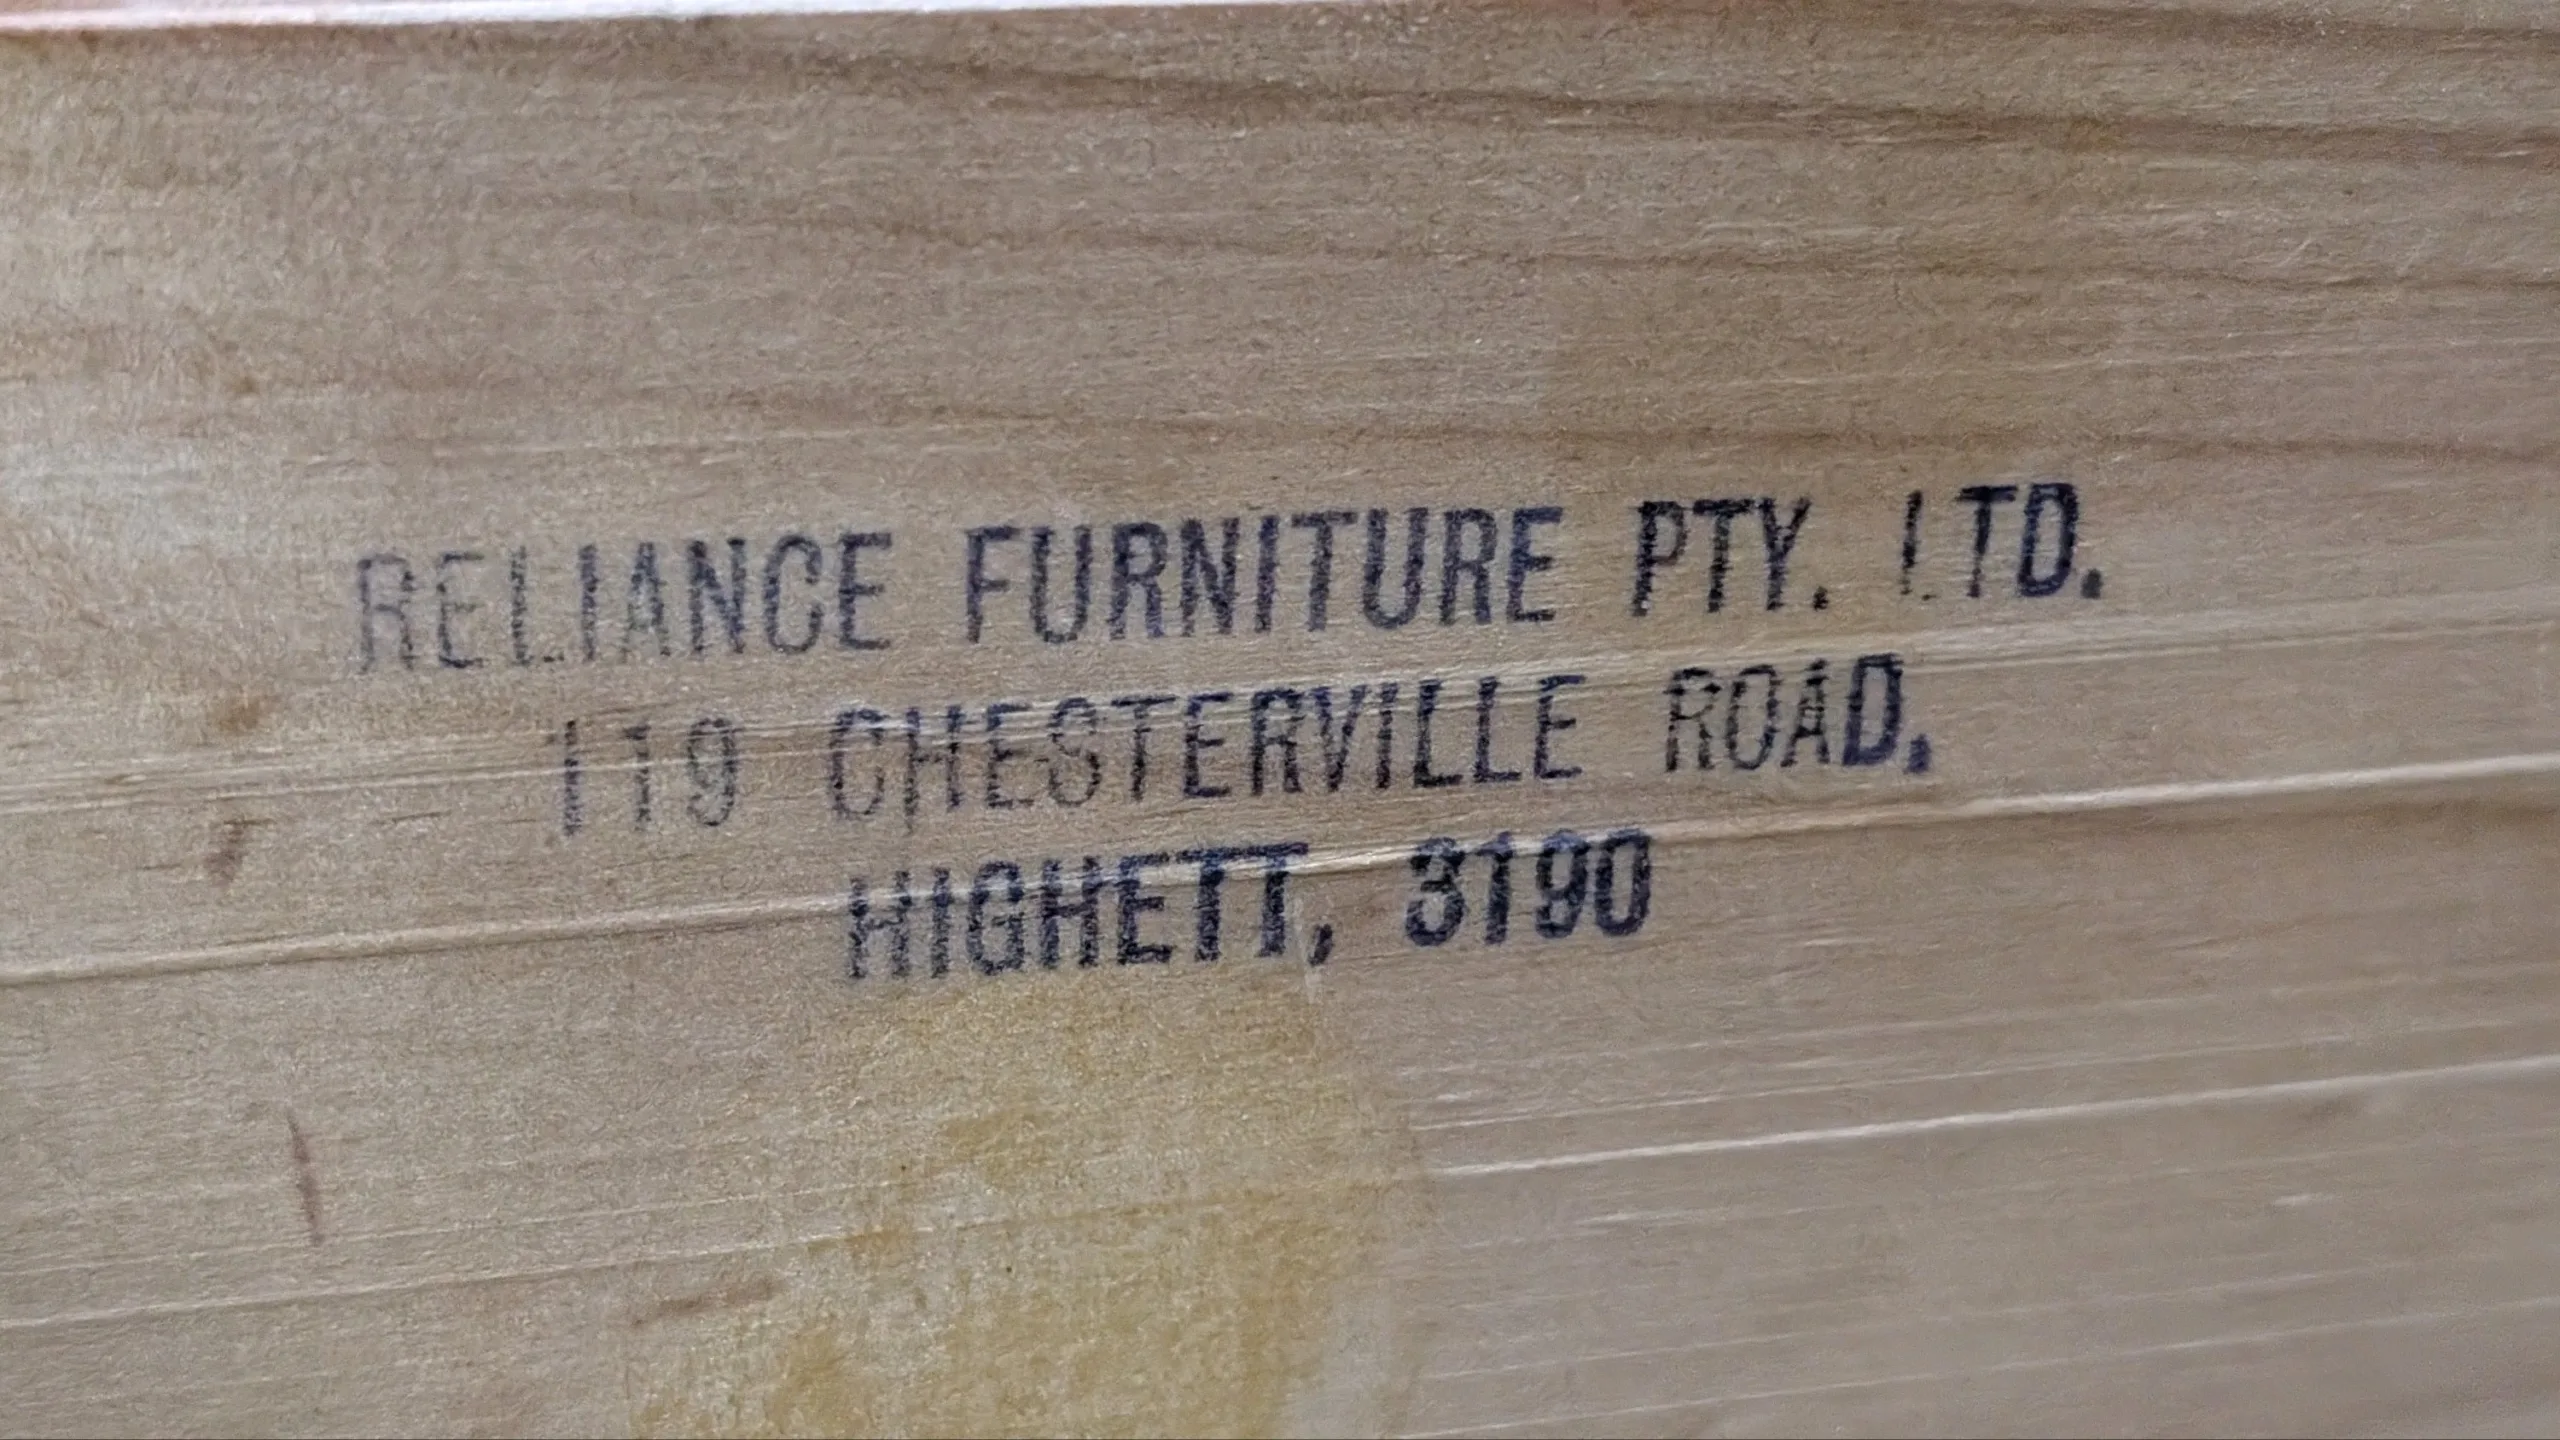 RELIANCE FURNITURE PTY. LTD.
119 CHESTERVILLE ROAD,
HIGHETT, 3190